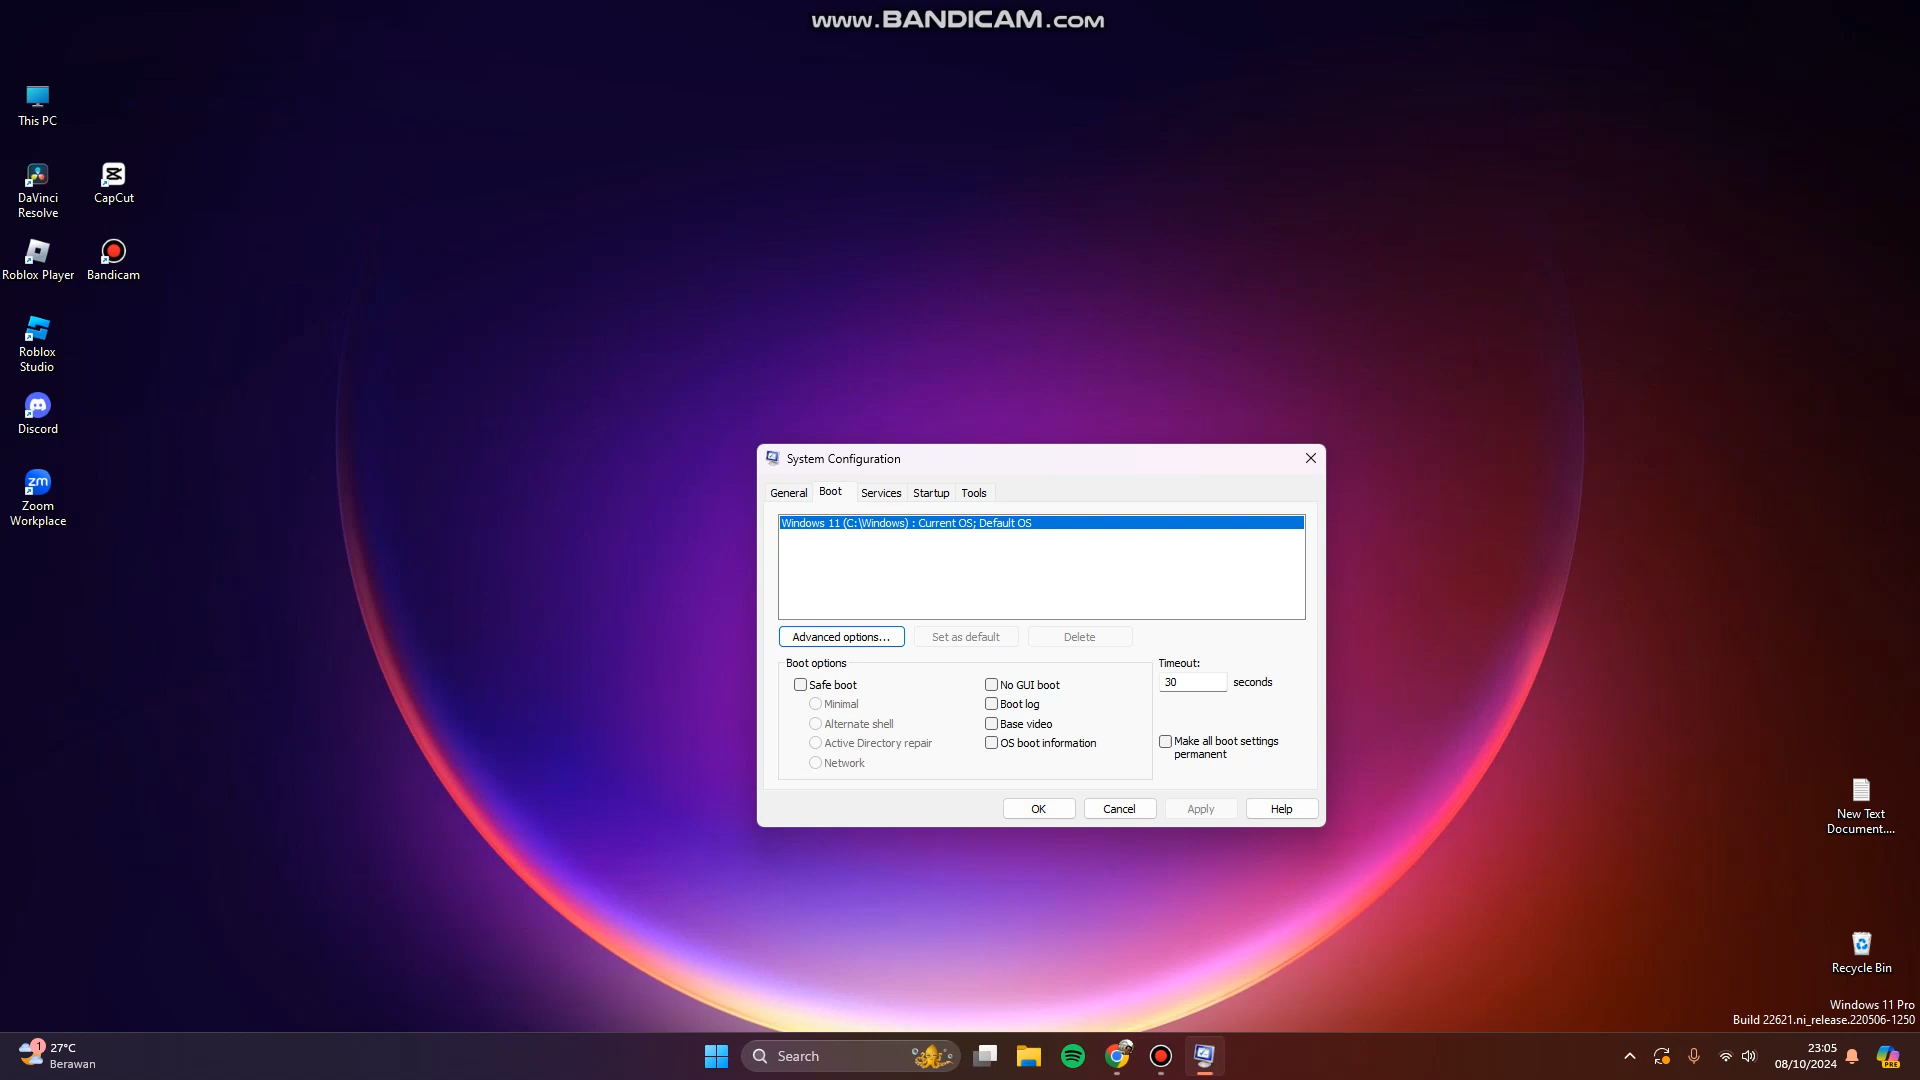 www.BANDICAM.com
This PC
DaVinci
Resolve
CapCut
Roblox Player
Bandicam
Roblox
Studio
Discord
zm
Zoom
Workplace
System Configuration
General
Boot
Services
Startup
Tools
Windows 11 (C:\Windows) : Current OS; Default OS
Advanced options...
Set as default
Delete
Boot options
Safe boot
Minimal
Alternate shell
Active Directory repair
Network
No GUI boot
Boot log
Base video
OS boot information
Timeout:
30
seconds
Make all boot settings
permanent
OK
Cancel
Apply
Help
New Text
Document....
Recycle Bin
Windows 11 Pro
Build 22621.ni_release.220506-1250
1
27°C
Berawan
Search
23:05
08/10/2024
PRE